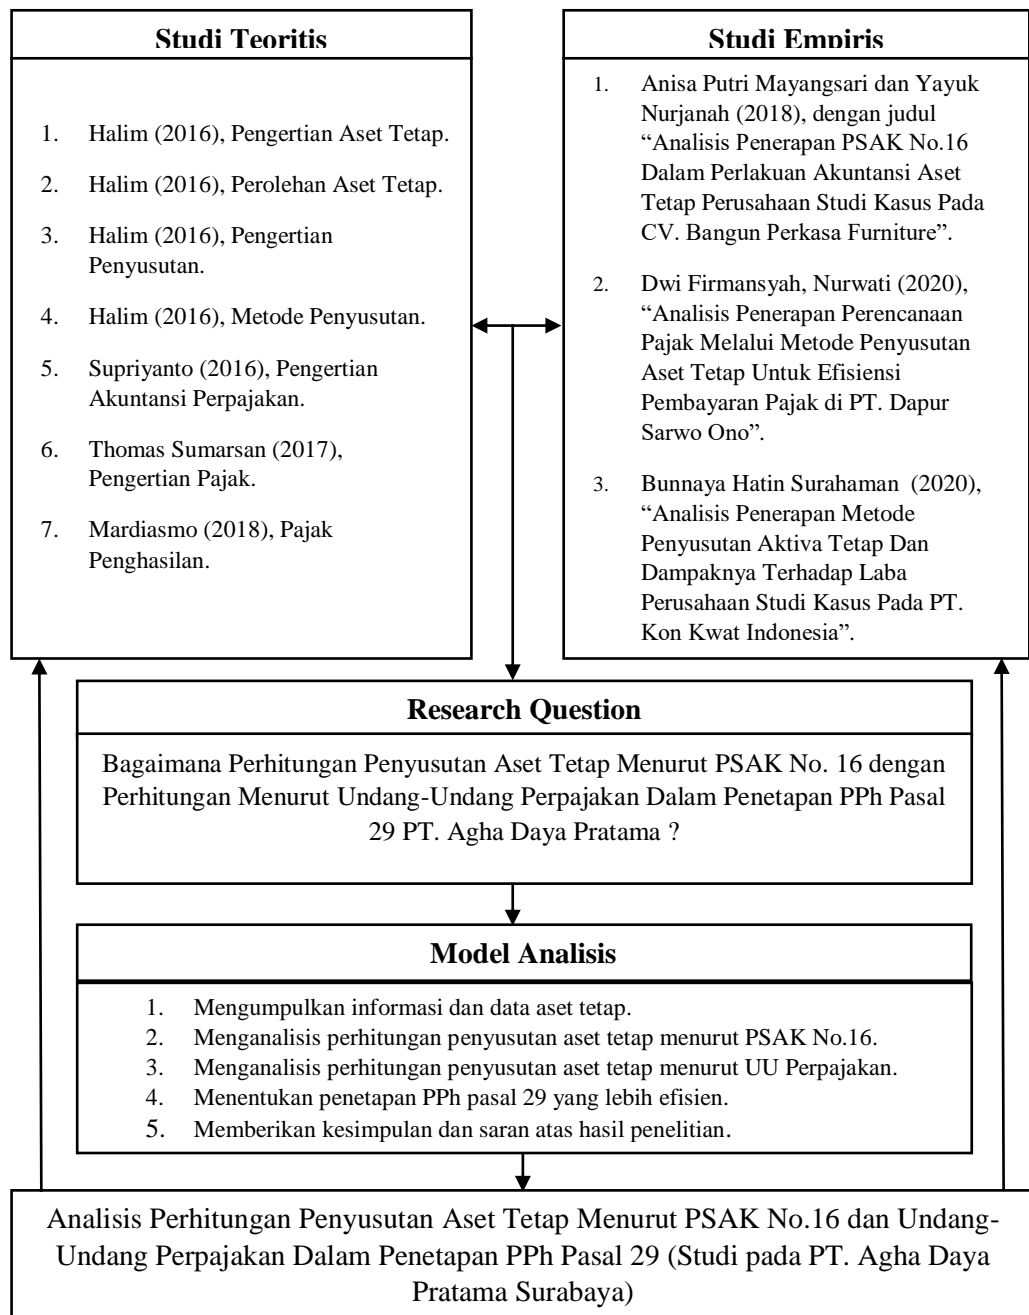 Studi Teoritis
1. Halim (2016), Pengertian Aset Tetap.
2. Halim (2016), Perolehan Aset Tetap.
3. Halim (2016), Pengertian
Penyusutan.
4. Halim (2016), Metode Penyusutan.
5. Supriyanto (2016), Pengertian
Akuntansi Perpajakan.
6. Thomas Sumarsan (2017),
Pengertian Pajak.
7. Mardiasmo (2018), Pajak
Penghasilan.
Studi Empiris
1. Anisa Putri Mayangsari dan Yayuk
Nurjanah (2018), dengan judul
“Analisis Penerapan PSAK No.16
Dalam Perlakuan Akuntansi Aset
Tetap Perusahaan Studi Kasus Pada
CV. Bangun Perkasa Furniture”.
2. Dwi Firmansyah, Nurwati (2020),
“Analisis Penerapan Perencanaan
Pajak Melalui Metode Penyusutan
Aset Tetap Untuk Efisiensi
Pembayaran Pajak di PT. Dapur
Sarwo Ono”.
3. Bunnaya Hatin Surahaman (2020),
“Analisis Penerapan Metode
Penyusutan Aktiva Tetap Dan
Dampaknya Terhadap Laba
Perusahaan Studi Kasus Pada PT.
Kon Kwat Indonesia”.
Research Question
Bagaimana Perhitungan Penyusutan Aset Tetap Menurut PSAK No. 16 dengan
Perhitungan Menurut Undang-Undang Perpajakan Dalam Penetapan PPh Pasal
29 PT. Agha Daya Pratama ?
Model Analisis
1. Mengumpulkan informasi dan data aset tetap.
2. Menganalisis perhitungan penyusutan aset tetap menurut PSAK No.16.
3. Menganalisis perhitungan penyusutan aset tetap menurut UU Perpajakan.
4. Menentukan penetapan PPh pasal 29 yang lebih efisien.
5. Memberikan kesimpulan dan saran atas hasil penelitian.
Analisis Perhitungan Penyusutan Aset Tetap Menurut PSAK No.16 dan Undang-
Undang Perpajakan Dalam Penetapan PPh Pasal 29 (Studi pada PT. Agha Daya
Pratama Surabaya)